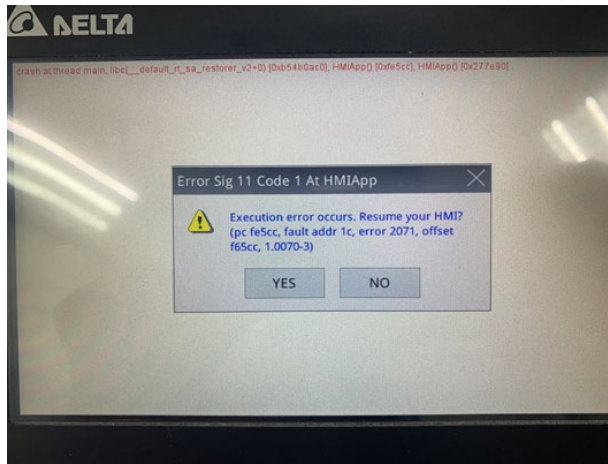 DELTA
crash at thread main, libc(__default_rt_sa_restorer_v2+0) [0xb54b0ac0], HMIApp() [0xfe5cc], HMIApp() [0x277e90]
Error Sig 11 Code 1 At HMIApp
Execution error occurs. Resume your HMI?
(pc fe5cc, fault addr 1c, error 2071, offset
f65cc, 1.0070-3)
YES NO